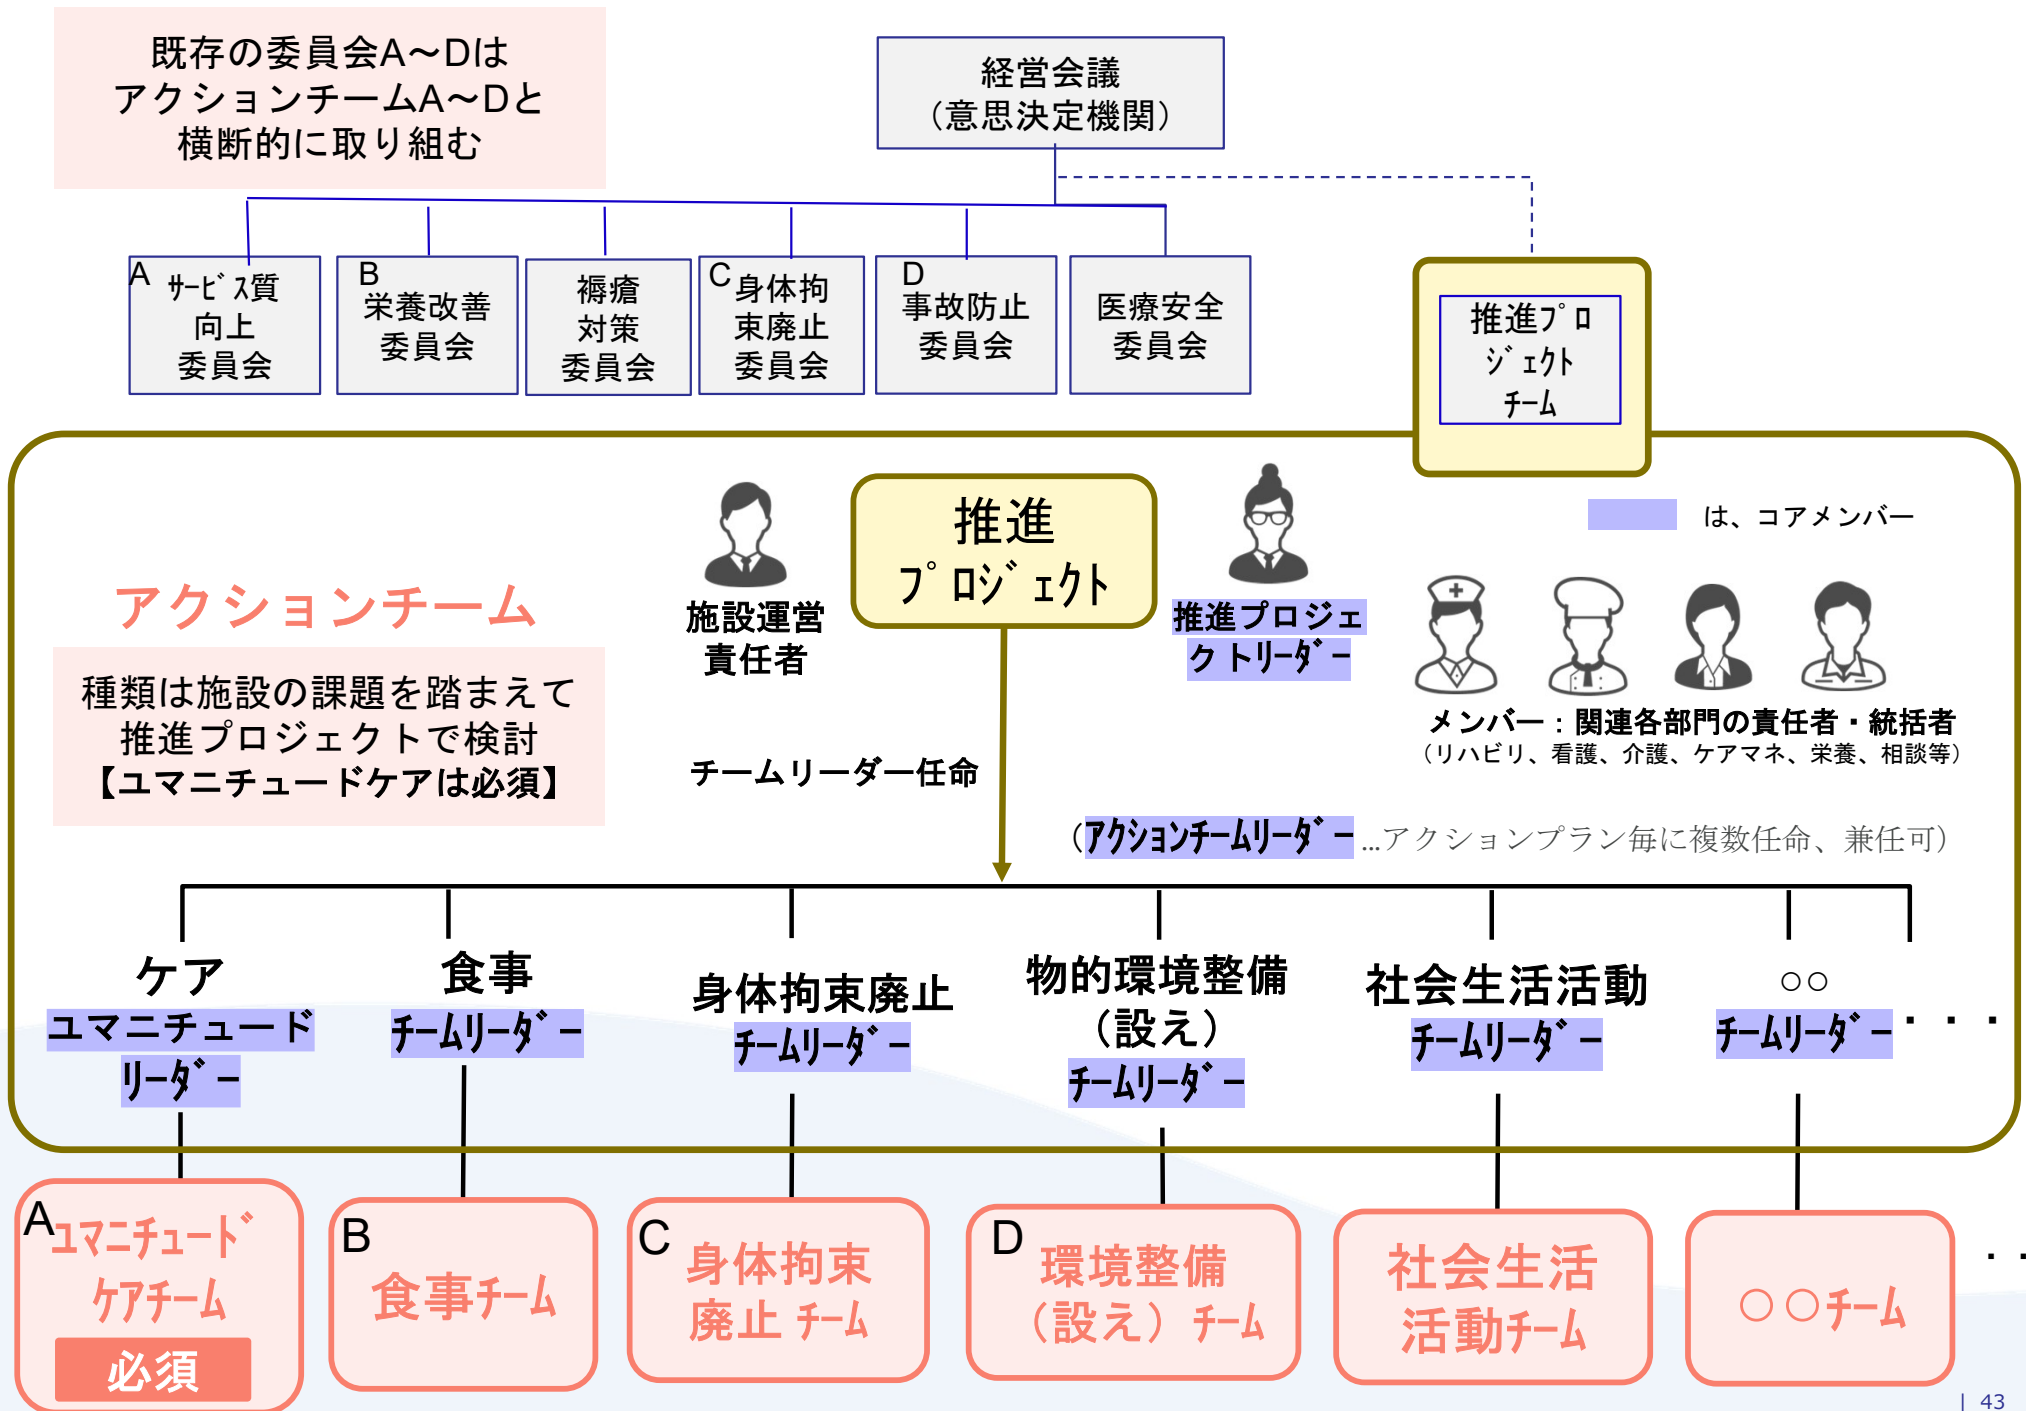 既存の委員会A～Dは
アクションチームA～Dと
横断的に取り組む
経営会議
（意思決定機関）
A
ｻｰﾋﾞｽ質
向上
委員会
B
栄養改善
委員会
褥瘡
対策
委員会
C
身体拘
束廃止
委員会
D
事故防止
委員会
医療安全
委員会
推進ﾌﾟﾛ
ｼﾞｪｸﾄ
ﾁｰﾑ
推進
ﾌﾟﾛｼﾞｪｸﾄ
施設運営
責任者
推進プロジェ
クトﾘｰﾀﾞｰ
は、コアメンバー
メンバー：関連各部門の責任者・統括者
（リハビリ、看護、介護、ケアマネ、栄養、相談等）
アクションチーム
種類は施設の課題を踏まえて
推進プロジェクトで検討
【ユマニチュードケアは必須】
チームリーダー任命
（ｱｸｼｮﾝﾁｰﾑﾘｰﾀﾞｰ…アクションプラン毎に複数任命、兼任可）
ケア
ユマニチュード
ﾘｰﾀﾞｰ
食事
ﾁｰﾑﾘｰﾀﾞｰ
身体拘束廃止
ﾁｰﾑﾘｰﾀﾞｰ
物的環境整備
（設え）
ﾁｰﾑﾘｰﾀﾞｰ
社会生活活動
ﾁｰﾑﾘｰﾀﾞｰ
○○
ﾁｰﾑﾘｰﾀﾞｰ
・・・
A
ﾕﾏﾆﾁｭｰﾄﾞ
ｹｱﾁｰﾑ
必須
B
食事ﾁｰﾑ
C
身体拘束
廃止 ﾁｰﾑ
D
環境整備
（設え）ﾁｰﾑ
社会生活
活動ﾁｰﾑ
○○ﾁｰﾑ
・・
| 43